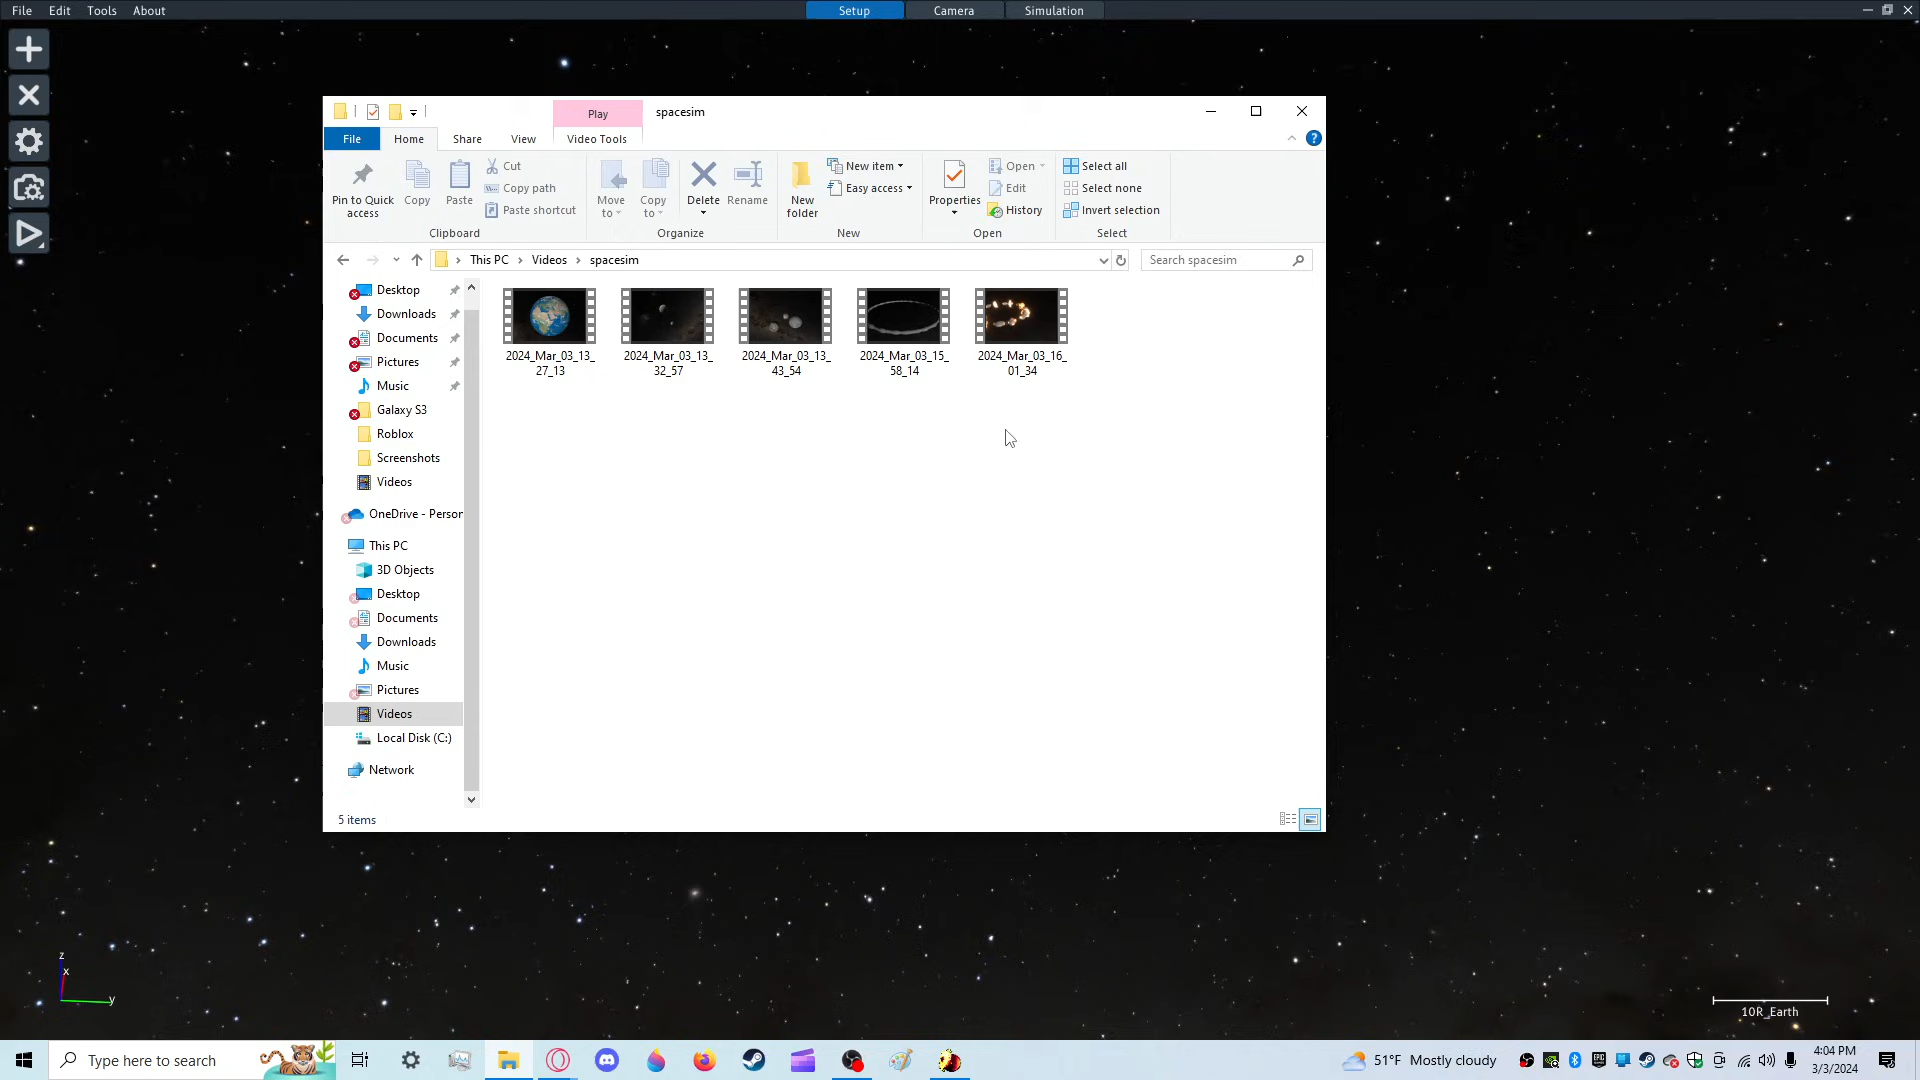 File Edit Tools About
Setup Camera Simulation
Play spacesim
File Home Share View Video Tools
Pin to Quick access
Copy
Paste
Cut
Copy path
Paste shortcut
Clipboard
Move to
Copy to
Delete
Rename
Organize
New folder
New item
Easy access
New
Properties
Open
Edit
History
Open
Select all
Select none
Invert selection
Select
This PC > Videos > spacesim
Search spacesim
Desktop
Downloads
Documents
Pictures
Music
Galaxy S3
Roblox
Screenshots
Videos
OneDrive - Person
This PC
3D Objects
Desktop
Documents
Downloads
Music
Pictures
Videos
Local Disk (C:)
Network
2024_Mar_03_13_
27_13
2024_Mar_03_13_
32_57
2024_Mar_03_13_
43_54
2024_Mar_03_15_
58_14
2024_Mar_03_16_
01_34
5 items
z
x
y
10R_Earth
Type here to search
51°F Mostly cloudy
4:04 PM
3/3/2024